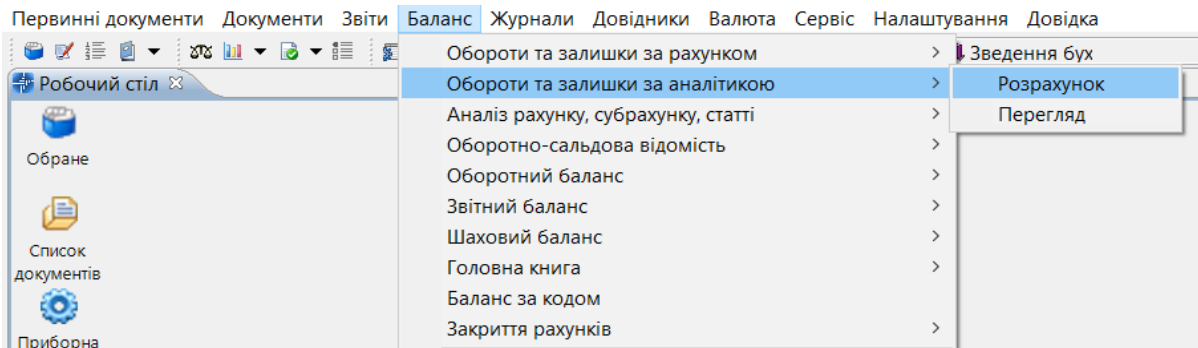 Первинні документи Документи Звіти Баланс Журнали Довідники Валюта Сервіс Налаштування Довідка
Обороти та залишки за рахунком
Зведення бух
Робочий стіл
Обороти та залишки за аналітикою
Розрахунок
Аналіз рахунку, субрахунку, статті
Перегляд
Оборотно-сальдова відомість
Обране
Оборотний баланс
Звітний баланс
Шаховий баланс
Список
документів
Головна книга
Баланс за кодом
Закриття рахунків
Приборна